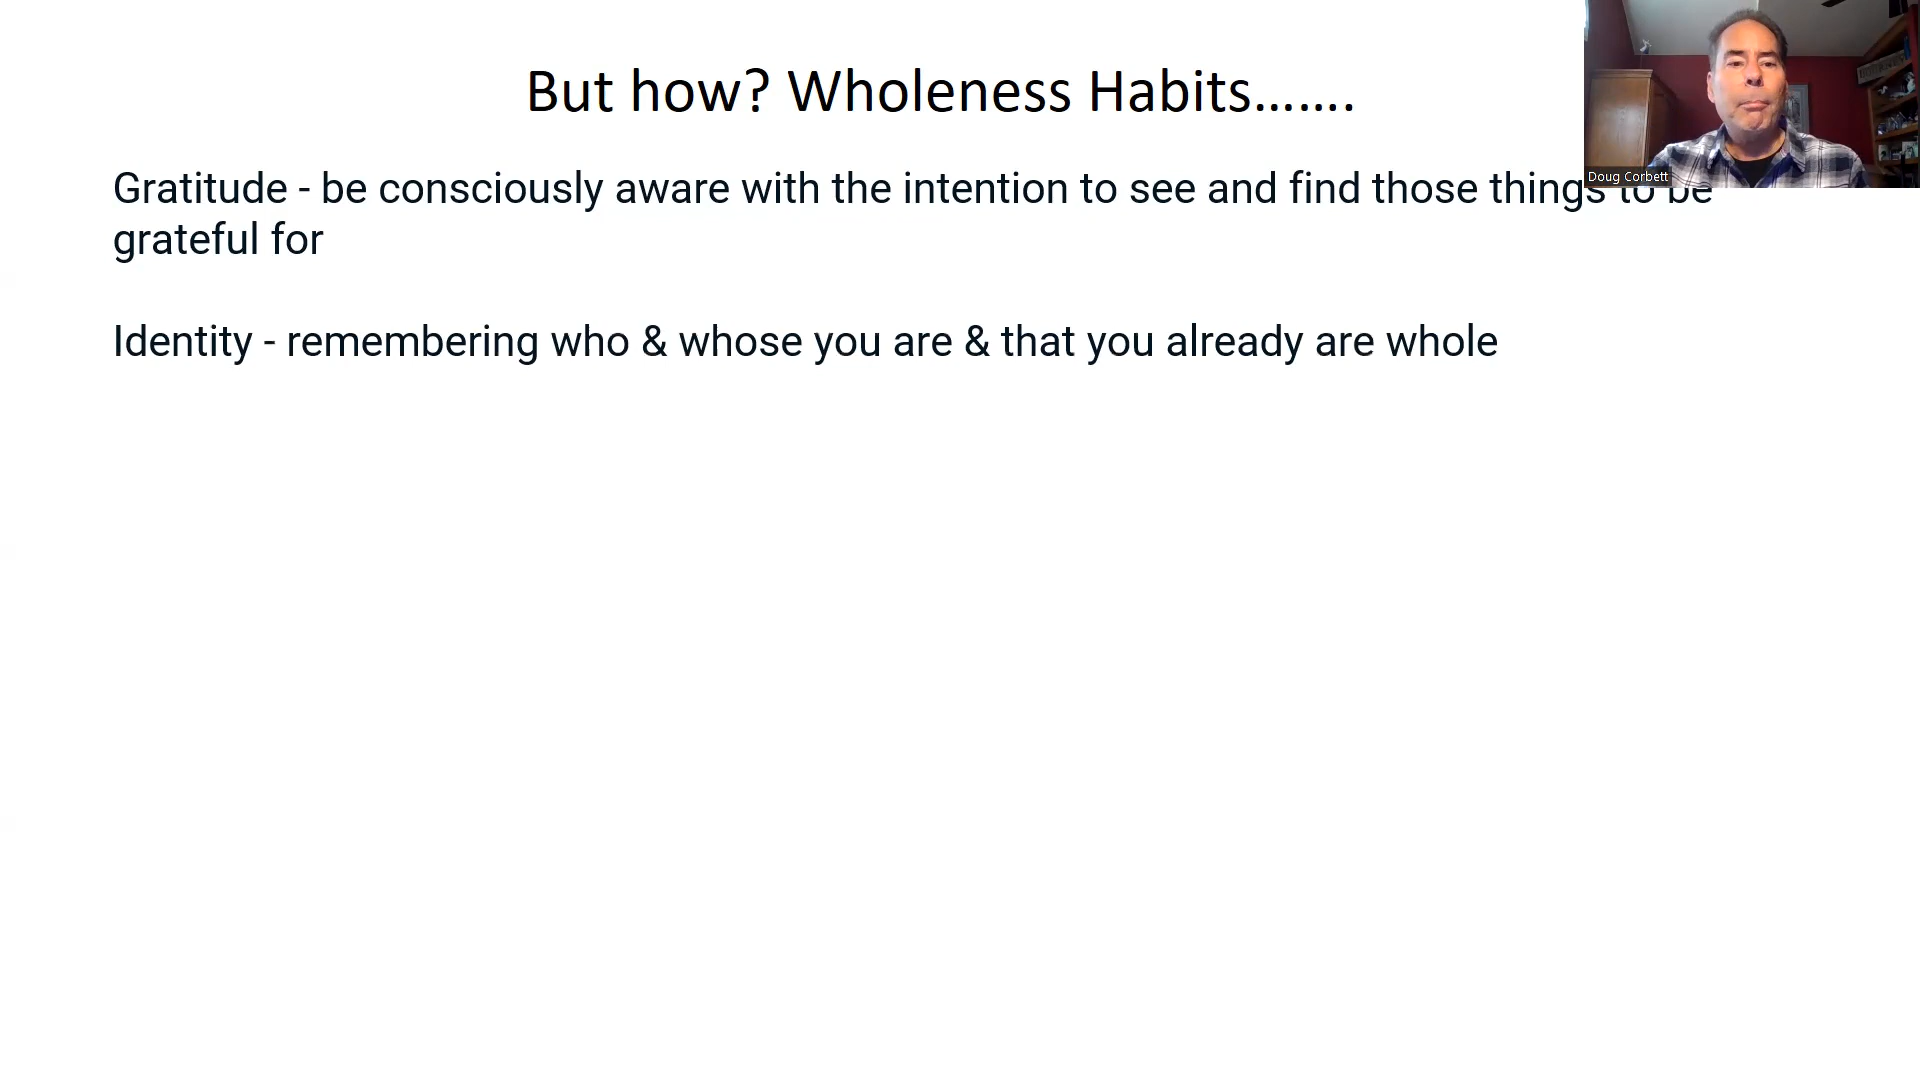 But how? Wholeness Habits…….
Gratitude - be consciously aware with the intention to see and find those things to be
grateful for
Identity - remembering who & whose you are & that you already are whole
Doug Corbett